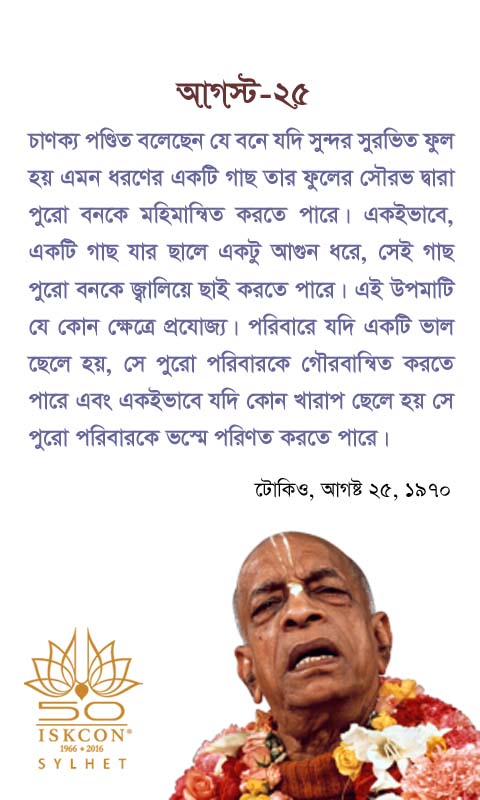 আগস্ট-২৫
চাণক্য পণ্ডিত বলেছেন যে বনে যদি সুন্দর সুরভিত ফুল
হয় এমন ধরণের একটি গাছ তার ফুলের সৌরভ দ্বারা
পুরো বনকে মহিমান্বিত করতে পারে। একইভাবে,
একটি গাছ যার ছালে একটু আগুন ধরে, সেই গাছ
পুরো বনকে জ্বালিয়ে ছাই করতে পারে। এই উপমাটি
যে কোন ক্ষেত্রে প্রযোজ্য। পরিবারে যদি একটি ভাল
ছেলে হয়, সে পুরো পরিবারকে গৌরবান্বিত করতে
পারে এবং একইভাবে যদি কোন খারাপ ছেলে হয় সে
পুরো পরিবারকে ভস্মে পরিণত করতে পারে।
টোকিও, আগষ্ট ২৫, ১৯৭০
50
ISKCON®
1966 • 2016
SYLHET